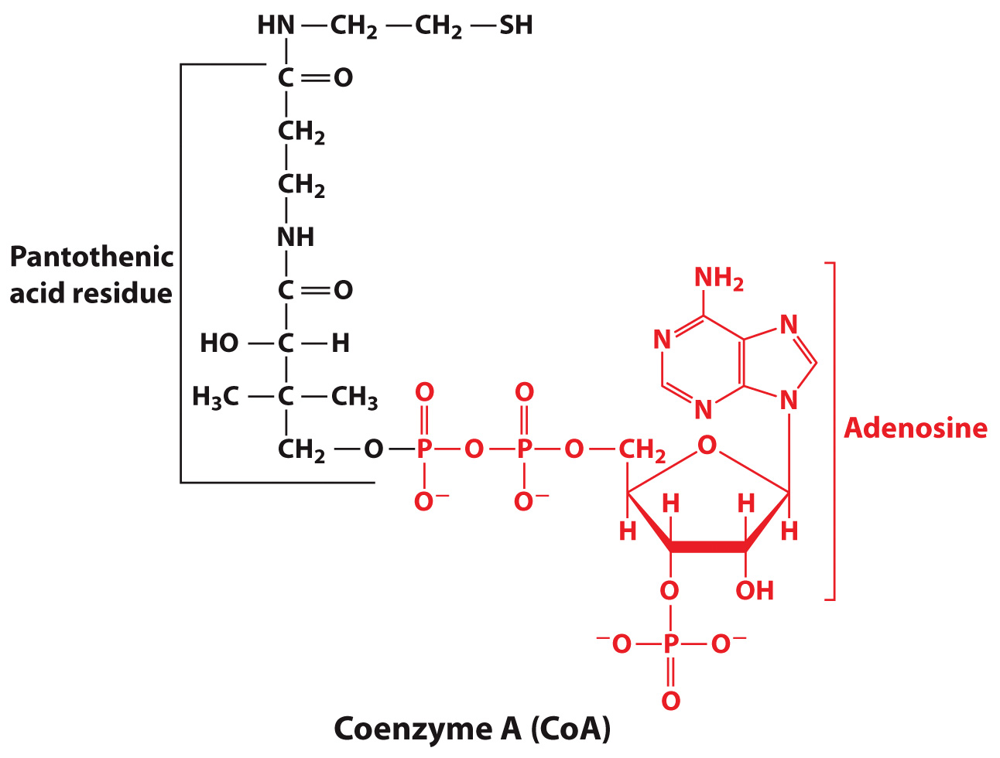 HN—CH₂—CH₂—SH
C=O
CH₂
CH₂
NH
Pantothenic
acid residue
C=O
HO—C—H
H₃C—C—CH₃
CH₂—O—P—O—P—O—CH₂
O
O
O⁻
O⁻
NH₂
N
N
N
N
O
H
H
H
H
O
OH
⁻O—P—O⁻
O
Adenosine
Coenzyme A (CoA)